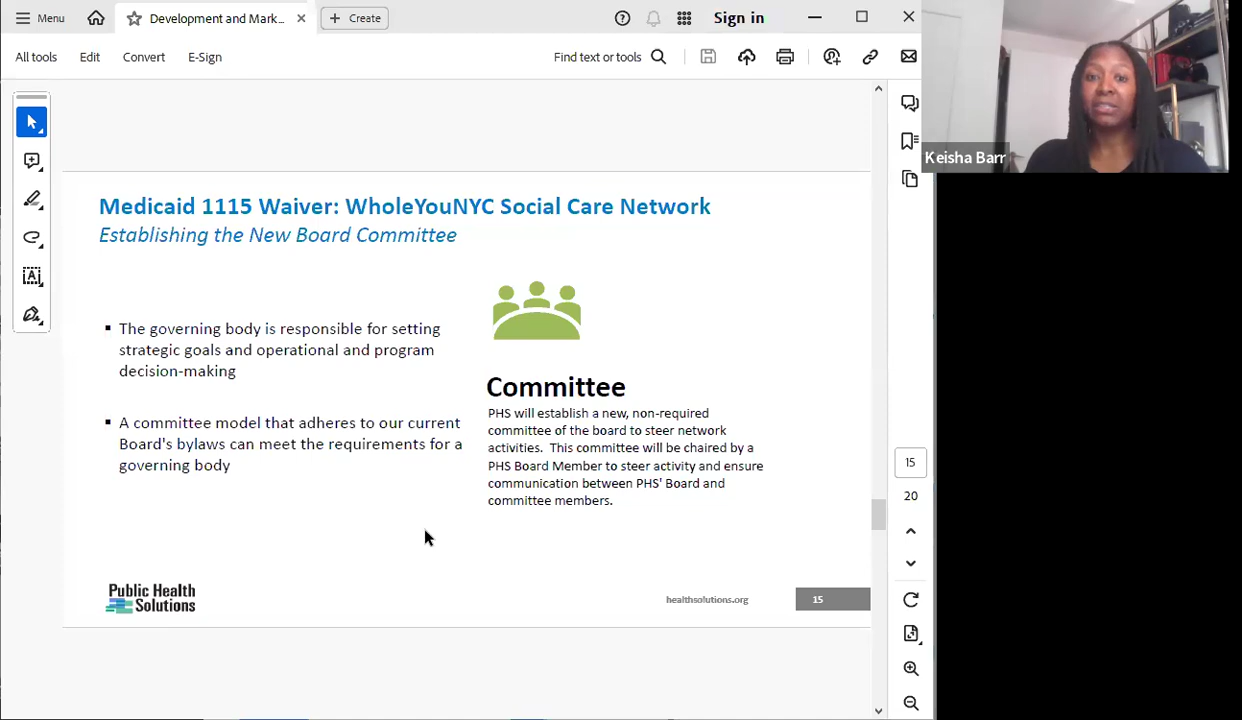 Menu
Development and Mark...
Create
Sign in
All tools
Edit
Convert
E-Sign
Find text or tools
Keisha Barr
Medicaid 1115 Waiver: WholeYouNYC Social Care Network
Establishing the New Board Committee
The governing body is responsible for setting
strategic goals and operational and program
decision-making
A committee model that adheres to our current
Board's bylaws can meet the requirements for a
governing body
Committee
PHS will establish a new, non-required
committee of the board to steer network
activities. This committee will be chaired by a
PHS Board Member to steer activity and ensure
communication between PHS' Board and
committee members.
15
20
Public Health
Solutions
healthsolutions.org
15